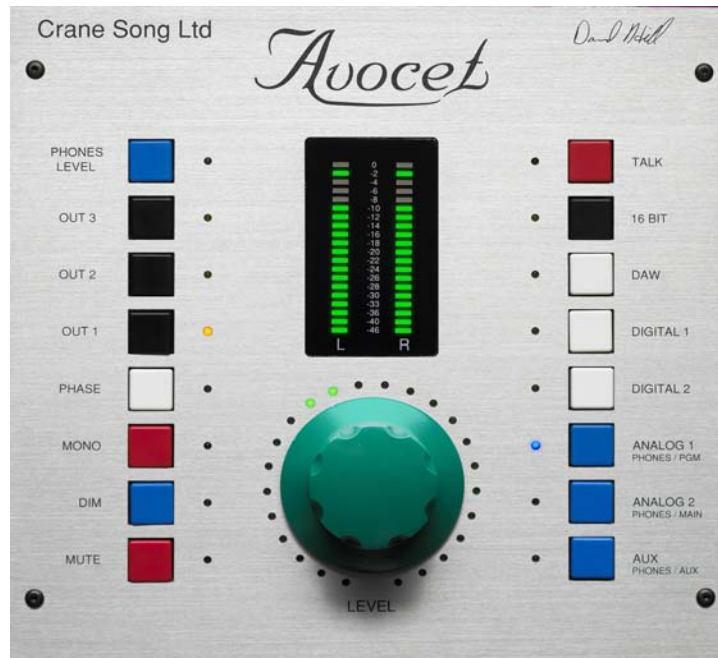 Crane Song Ltd
Avocet
David Hill
PHONES
LEVEL
OUT 3
OUT 2
OUT 1
PHASE
MONO
DIM
MUTE
0
-2
-4
-6
-8
-10
-12
-14
-16
-18
-20
-22
-24
-26
-28
-30
-33
-36
-40
-46
L
R
LEVEL
TALK
16 BIT
DAW
DIGITAL 1
DIGITAL 2
ANALOG 1
PHONES / PGM
ANALOG 2
PHONES / MAIN
AUX
PHONES / AUX